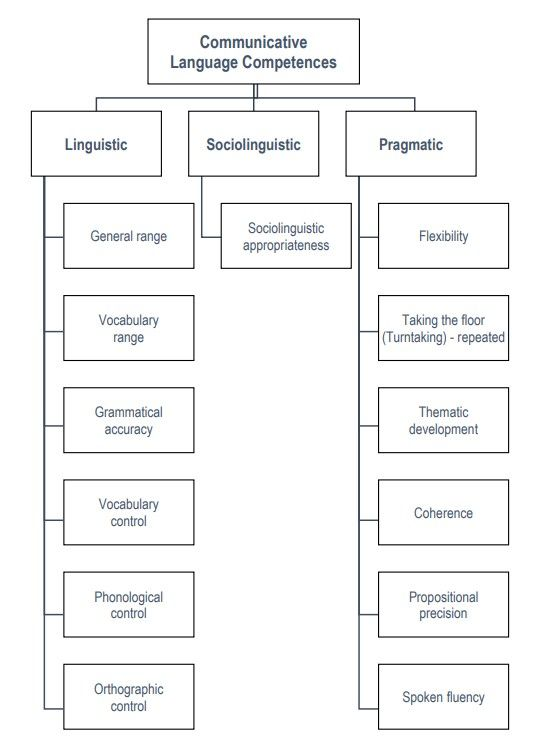 Communicative
Language Competences
Linguistic
Sociolinguistic
Pragmatic
General range
Sociolinguistic
appropriateness
Flexibility
Vocabulary
range
Taking the floor
(Turntaking) - repeated
Grammatical
accuracy
Thematic
development
Vocabulary
control
Coherence
Phonological
control
Propositional
precision
Orthographic
control
Spoken fluency